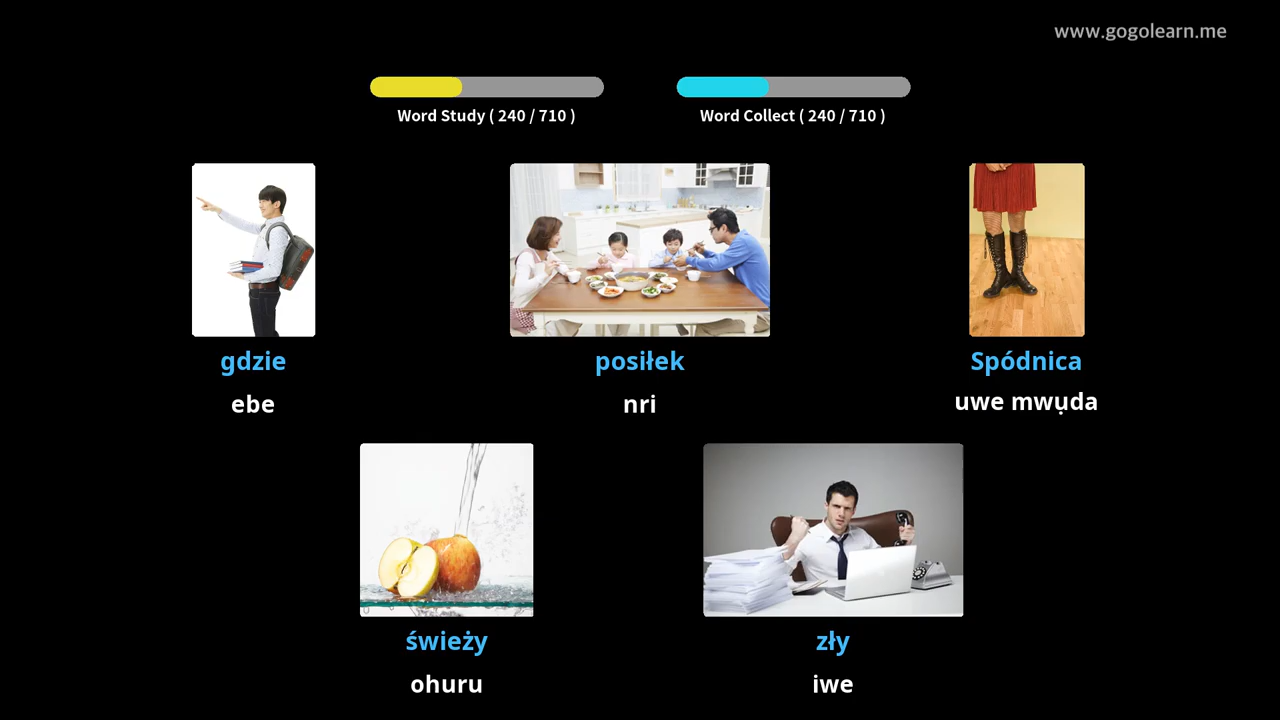 www.gogolearn.me
Word Study ( 240 / 710 )
Word Collect ( 240 / 710 )
gdzie
posiłek
Spódnica
ebe
nri
uwe mwụda
świeży
zły
ohuru
iwe